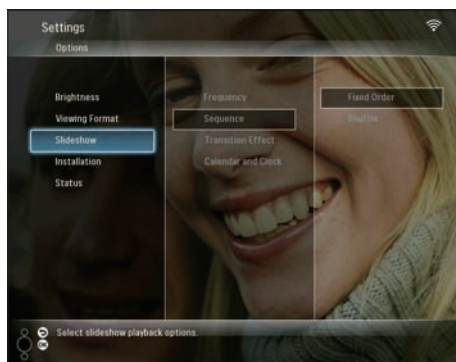 Settings
Options
Brightness
Viewing Format
Slideshow
Installation
Status
Frequency
Sequence
Transition Effect
Calendar and Clock
Fixed Order
Shuffle
Select slideshow playback options.
OK